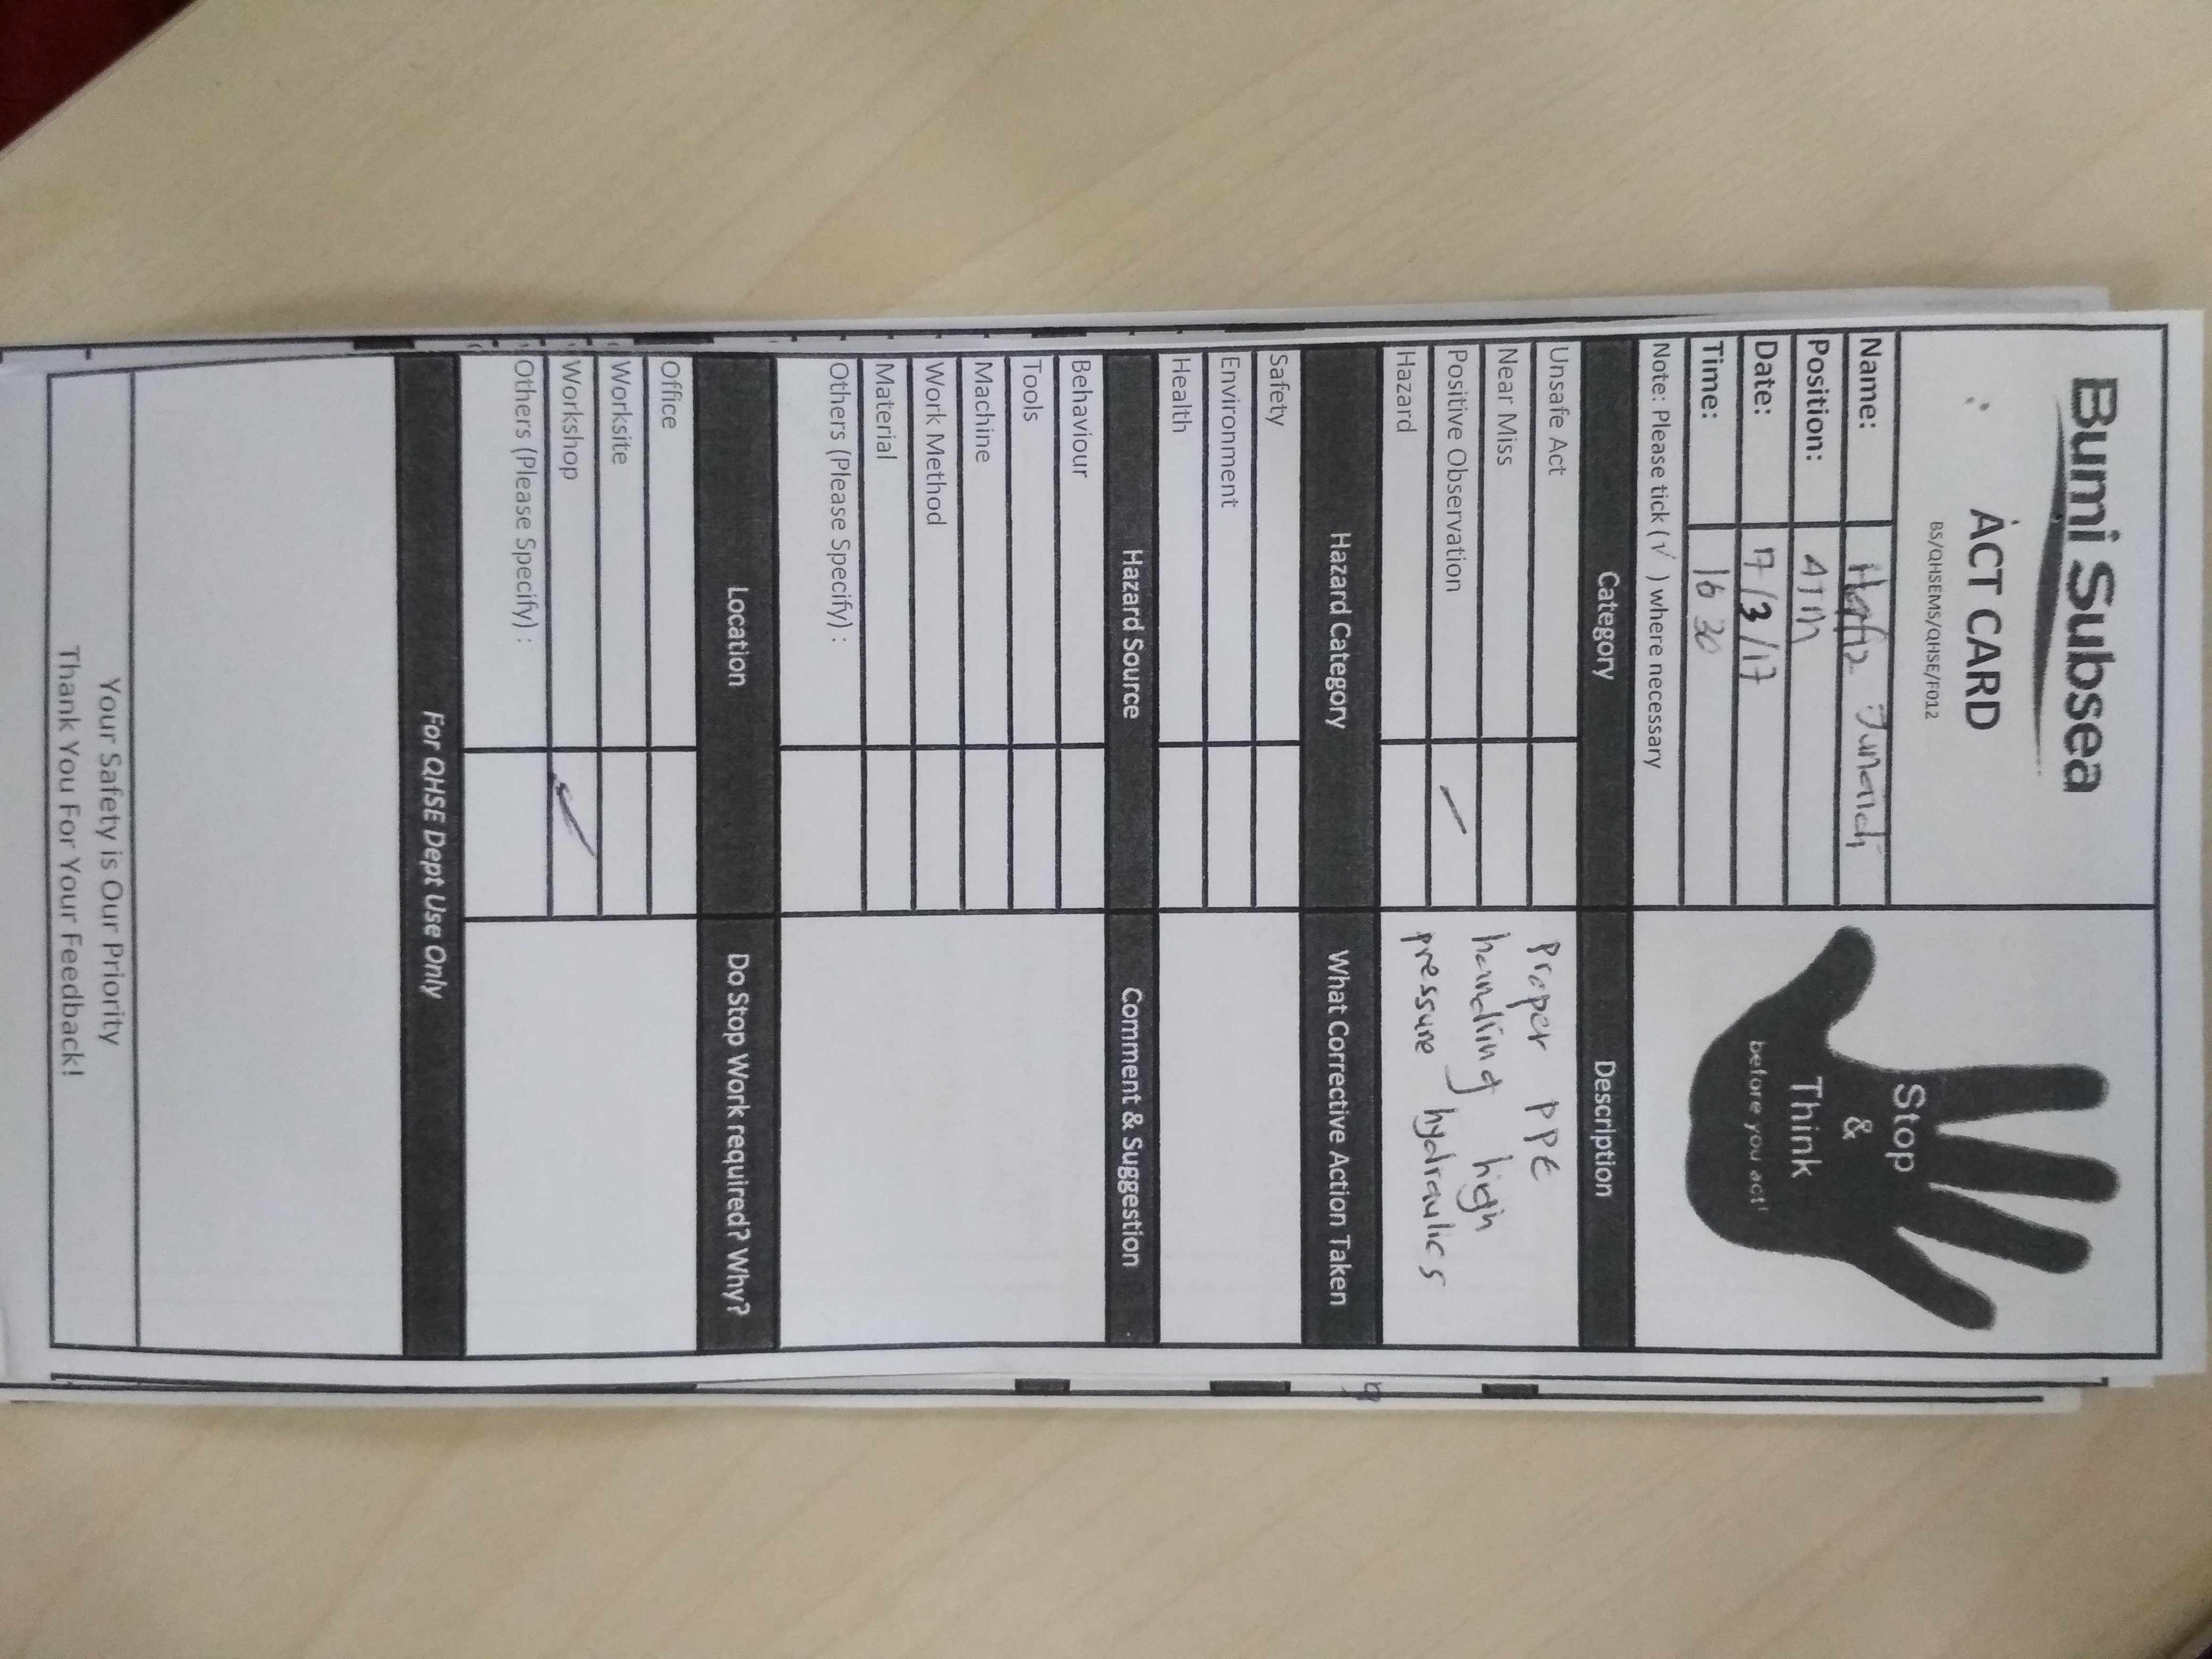 Bumi Subsea
ACT CARD
BS/QHSEMS/QHSE/F012
Stop
&
Think
before you act!
Name: Hafiz Junaidi
Position: ATM
Date: 17/3/17
Time: 16 30
Note: Please tick (√ ) where necessary
Category Description
Unsafe Act
Near Miss
Positive Observation
Hazard
Proper PPE
handling high
pressure hydraulics
Hazard Category What Corrective Action Taken
Safety
Environment
Health
Hazard Source Comment & Suggestion
Behaviour
Tools
Machine
Work Method
Material
Others (Please Specify) :
Location Do Stop Work required? Why?
Office
Worksite
Workshop ✓
Others (Please Specify) :
For QHSE Dept Use Only
Your Safety is Our Priority
Thank You For Your Feedback!